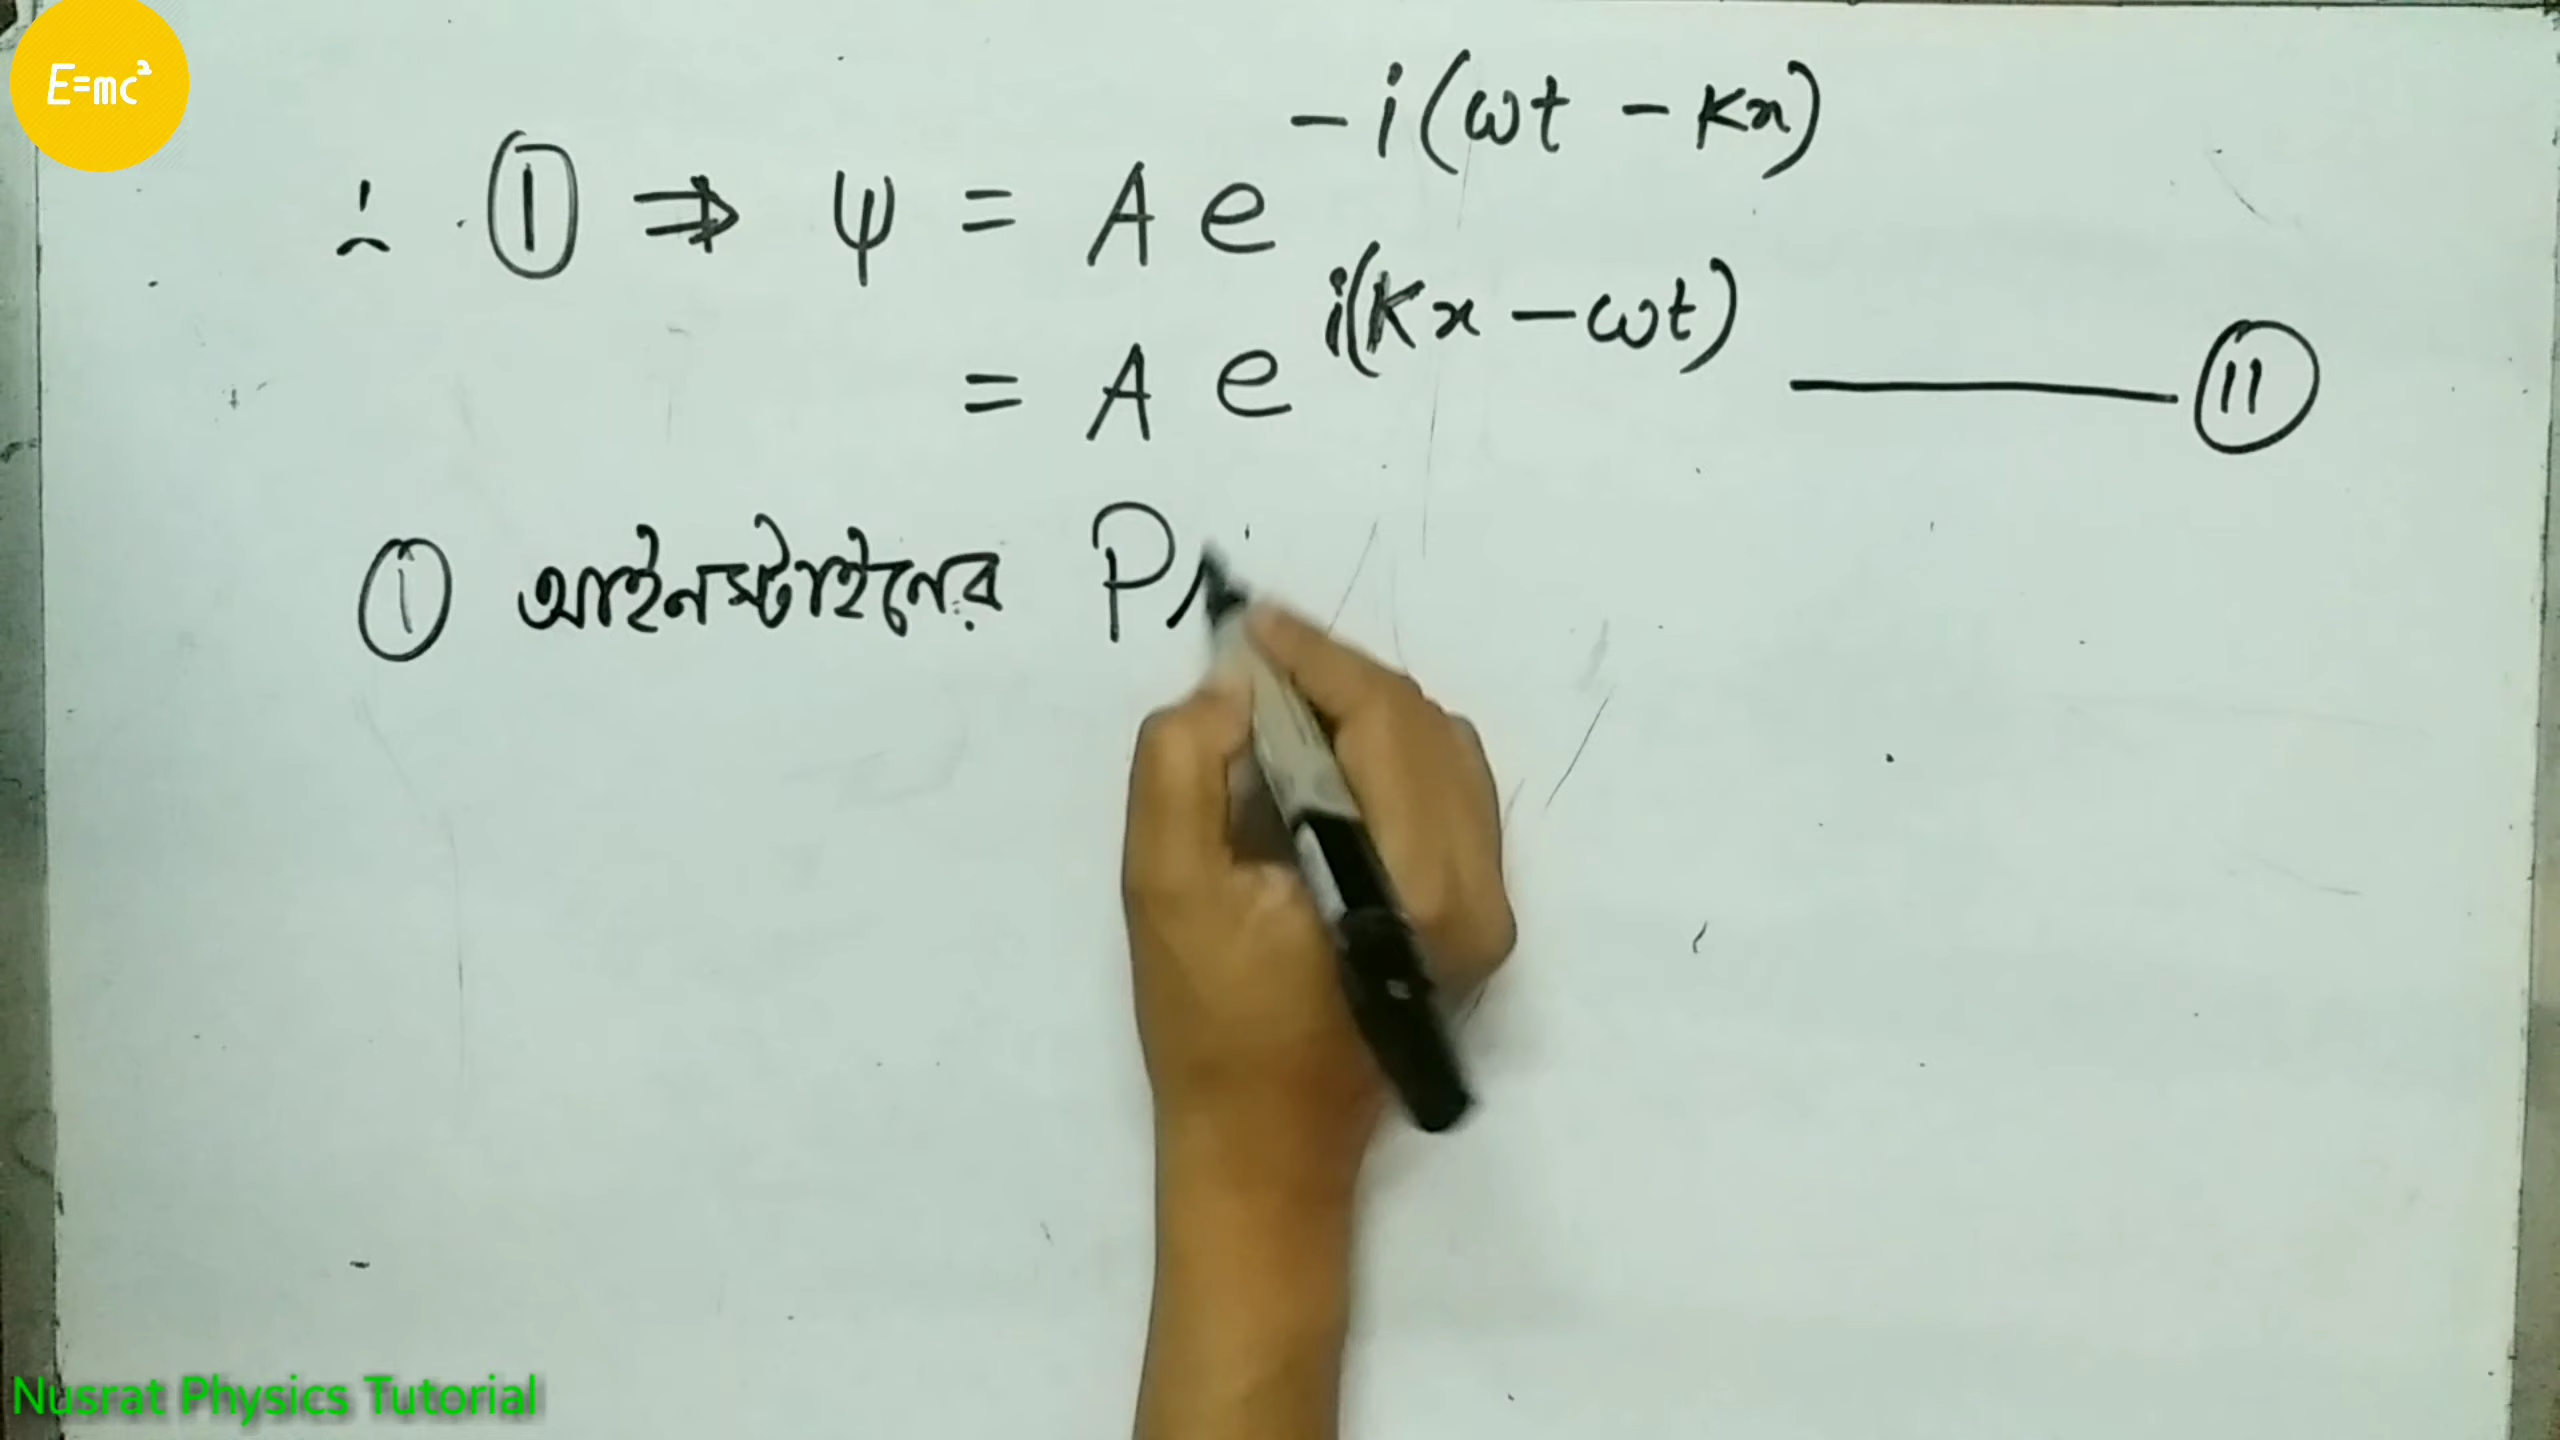 E=mc²
∴ ① ⇒ ψ = A e^{-i(ωt - kx)}
= A e^{i(kx - ωt)} ——— ⑪
① আইনস্টাইনের P
Nusrat Physics Tutorial